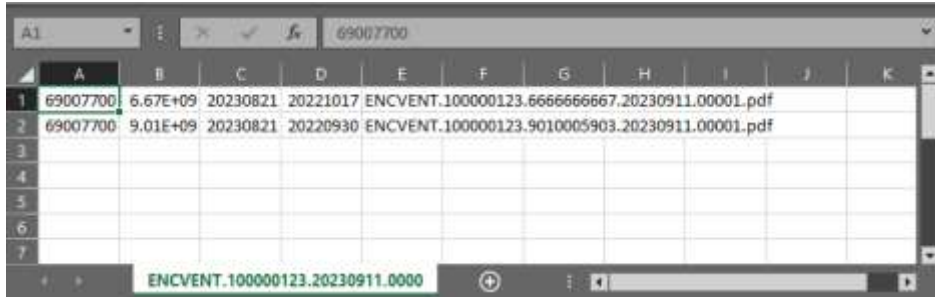 A1 fx 69007700
A B C D E F G H I J K
1 69007700 6.67E+09 20230821 20221017 ENCVENT.100000123.6666666667.20230911.00001.pdf
2 69007700 9.01E+09 20230821 20220930 ENCVENT.100000123.9010005903.20230911.00001.pdf
3
4
5
6
7
ENCVENT.100000123.20230911.0000